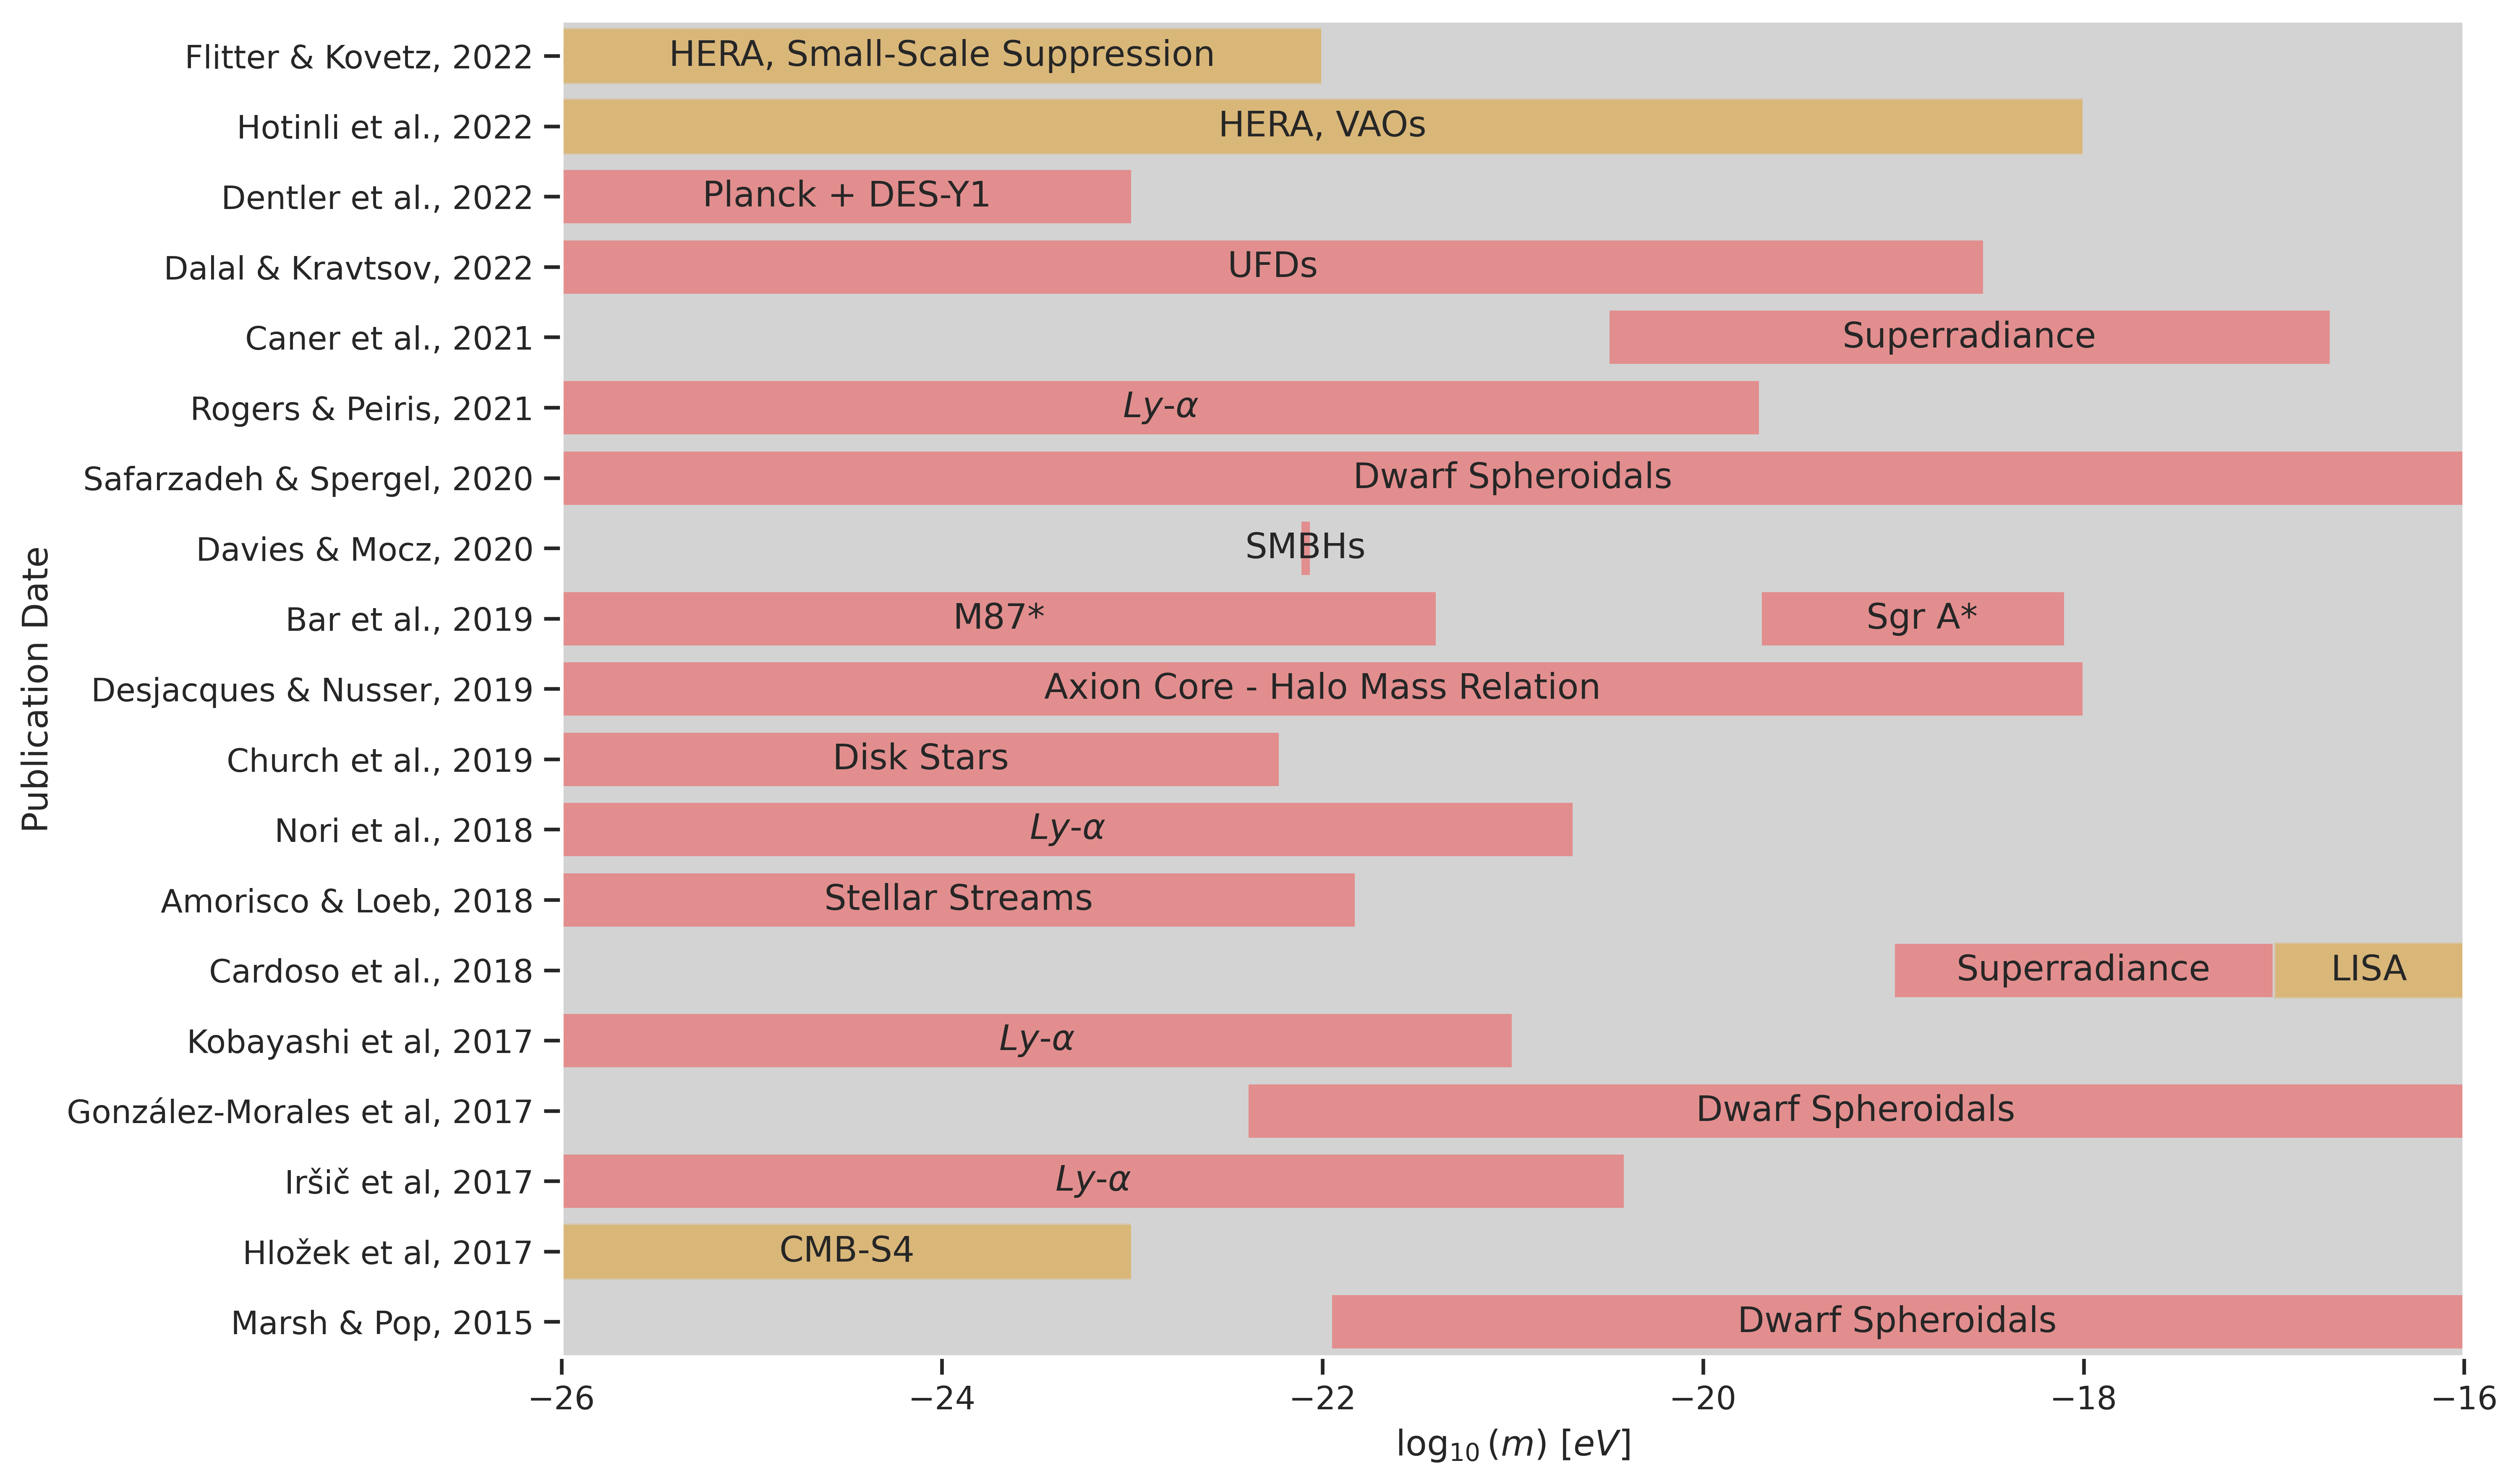 Publication Date
Flitter & Kovetz, 2022
HERA, Small-Scale Suppression
Hotinli et al., 2022
HERA, VAOs
Dentler et al., 2022
Planck + DES-Y1
Dalal & Kravtsov, 2022
UFDs
Caner et al., 2021
Superradiance
Rogers & Peiris, 2021
Ly-α
Safarzadeh & Spergel, 2020
Dwarf Spheroidals
Davies & Mocz, 2020
SMBHs
Bar et al., 2019
M87*
Sgr A*
Desjacques & Nusser, 2019
Axion Core - Halo Mass Relation
Church et al., 2019
Disk Stars
Nori et al., 2018
Ly-α
Amorisco & Loeb, 2018
Stellar Streams
Cardoso et al., 2018
Superradiance
LISA
Kobayashi et al, 2017
Ly-α
González-Morales et al, 2017
Dwarf Spheroidals
Iršič et al, 2017
Ly-α
Hložek et al, 2017
CMB-S4
Marsh & Pop, 2015
Dwarf Spheroidals
−26 −24 −22 −20 −18 −16
log₁₀ (m) [eV]